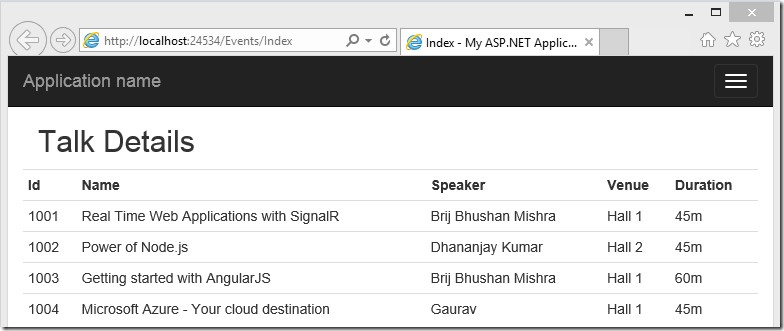 http://localhost:24534/Events/Index
Index - My ASP.NET Applic...
Application name
Talk Details
Id Name Speaker Venue Duration
1001 Real Time Web Applications with SignalR Brij Bhushan Mishra Hall 1 45m
1002 Power of Node.js Dhananjay Kumar Hall 2 45m
1003 Getting started with AngularJS Brij Bhushan Mishra Hall 1 60m
1004 Microsoft Azure - Your cloud destination Gaurav Hall 1 45m